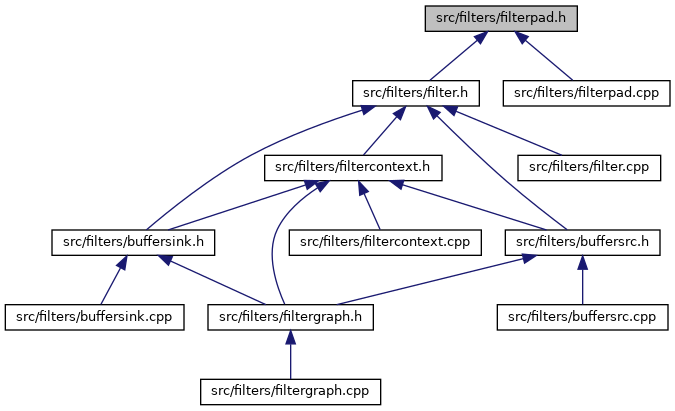 src/filters/filterpad.h
src/filters/filter.h
src/filters/filterpad.cpp
src/filters/filtercontext.h
src/filters/filter.cpp
src/filters/buffersink.h
src/filters/filtercontext.cpp
src/filters/buffersrc.h
src/filters/buffersink.cpp
src/filters/filtergraph.h
src/filters/buffersrc.cpp
src/filters/filtergraph.cpp